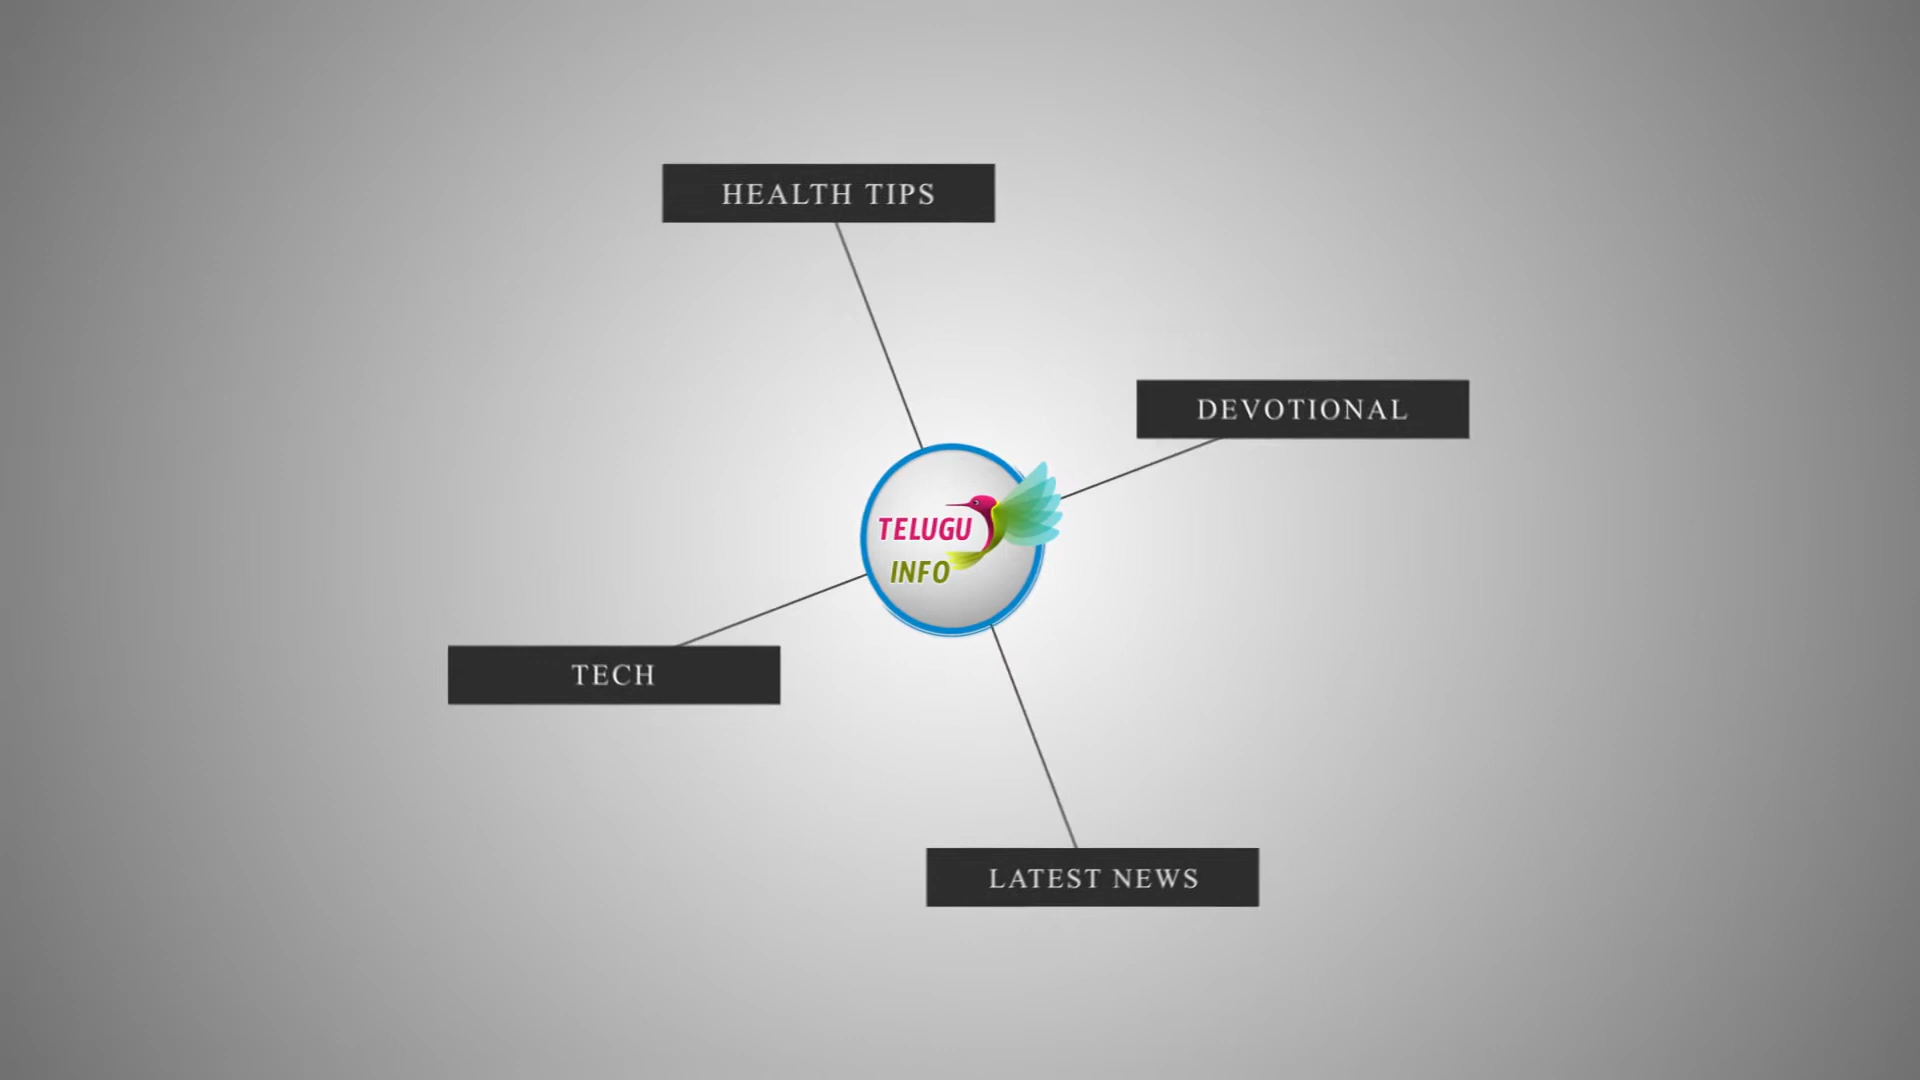 HEALTH TIPS
DEVOTIONAL
TELUGU
INFO
TECH
LATEST NEWS